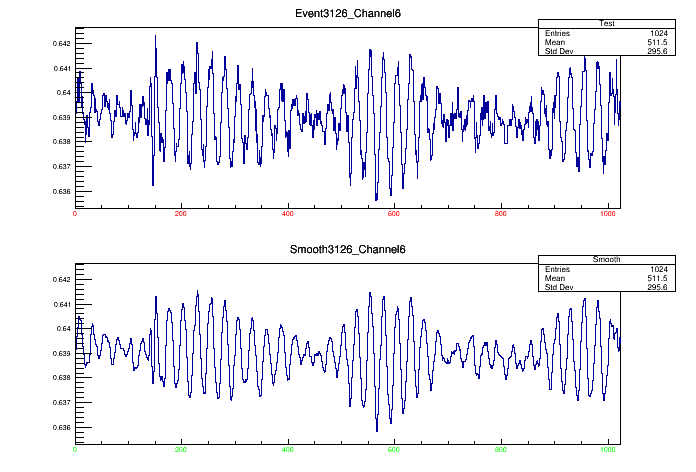 Event3126_Channel6
Test
Entries 1024
Mean 511.5
Std Dev 295.6
0.642
0.641
0.64
0.639
0.638
0.637
0.636
0 200 400 600 800 1000
Smooth3126_Channel6
Smooth
Entries 1024
Mean 511.5
Std Dev 295.6
0.642
0.641
0.64
0.639
0.638
0.637
0.636
0 200 400 600 800 1000